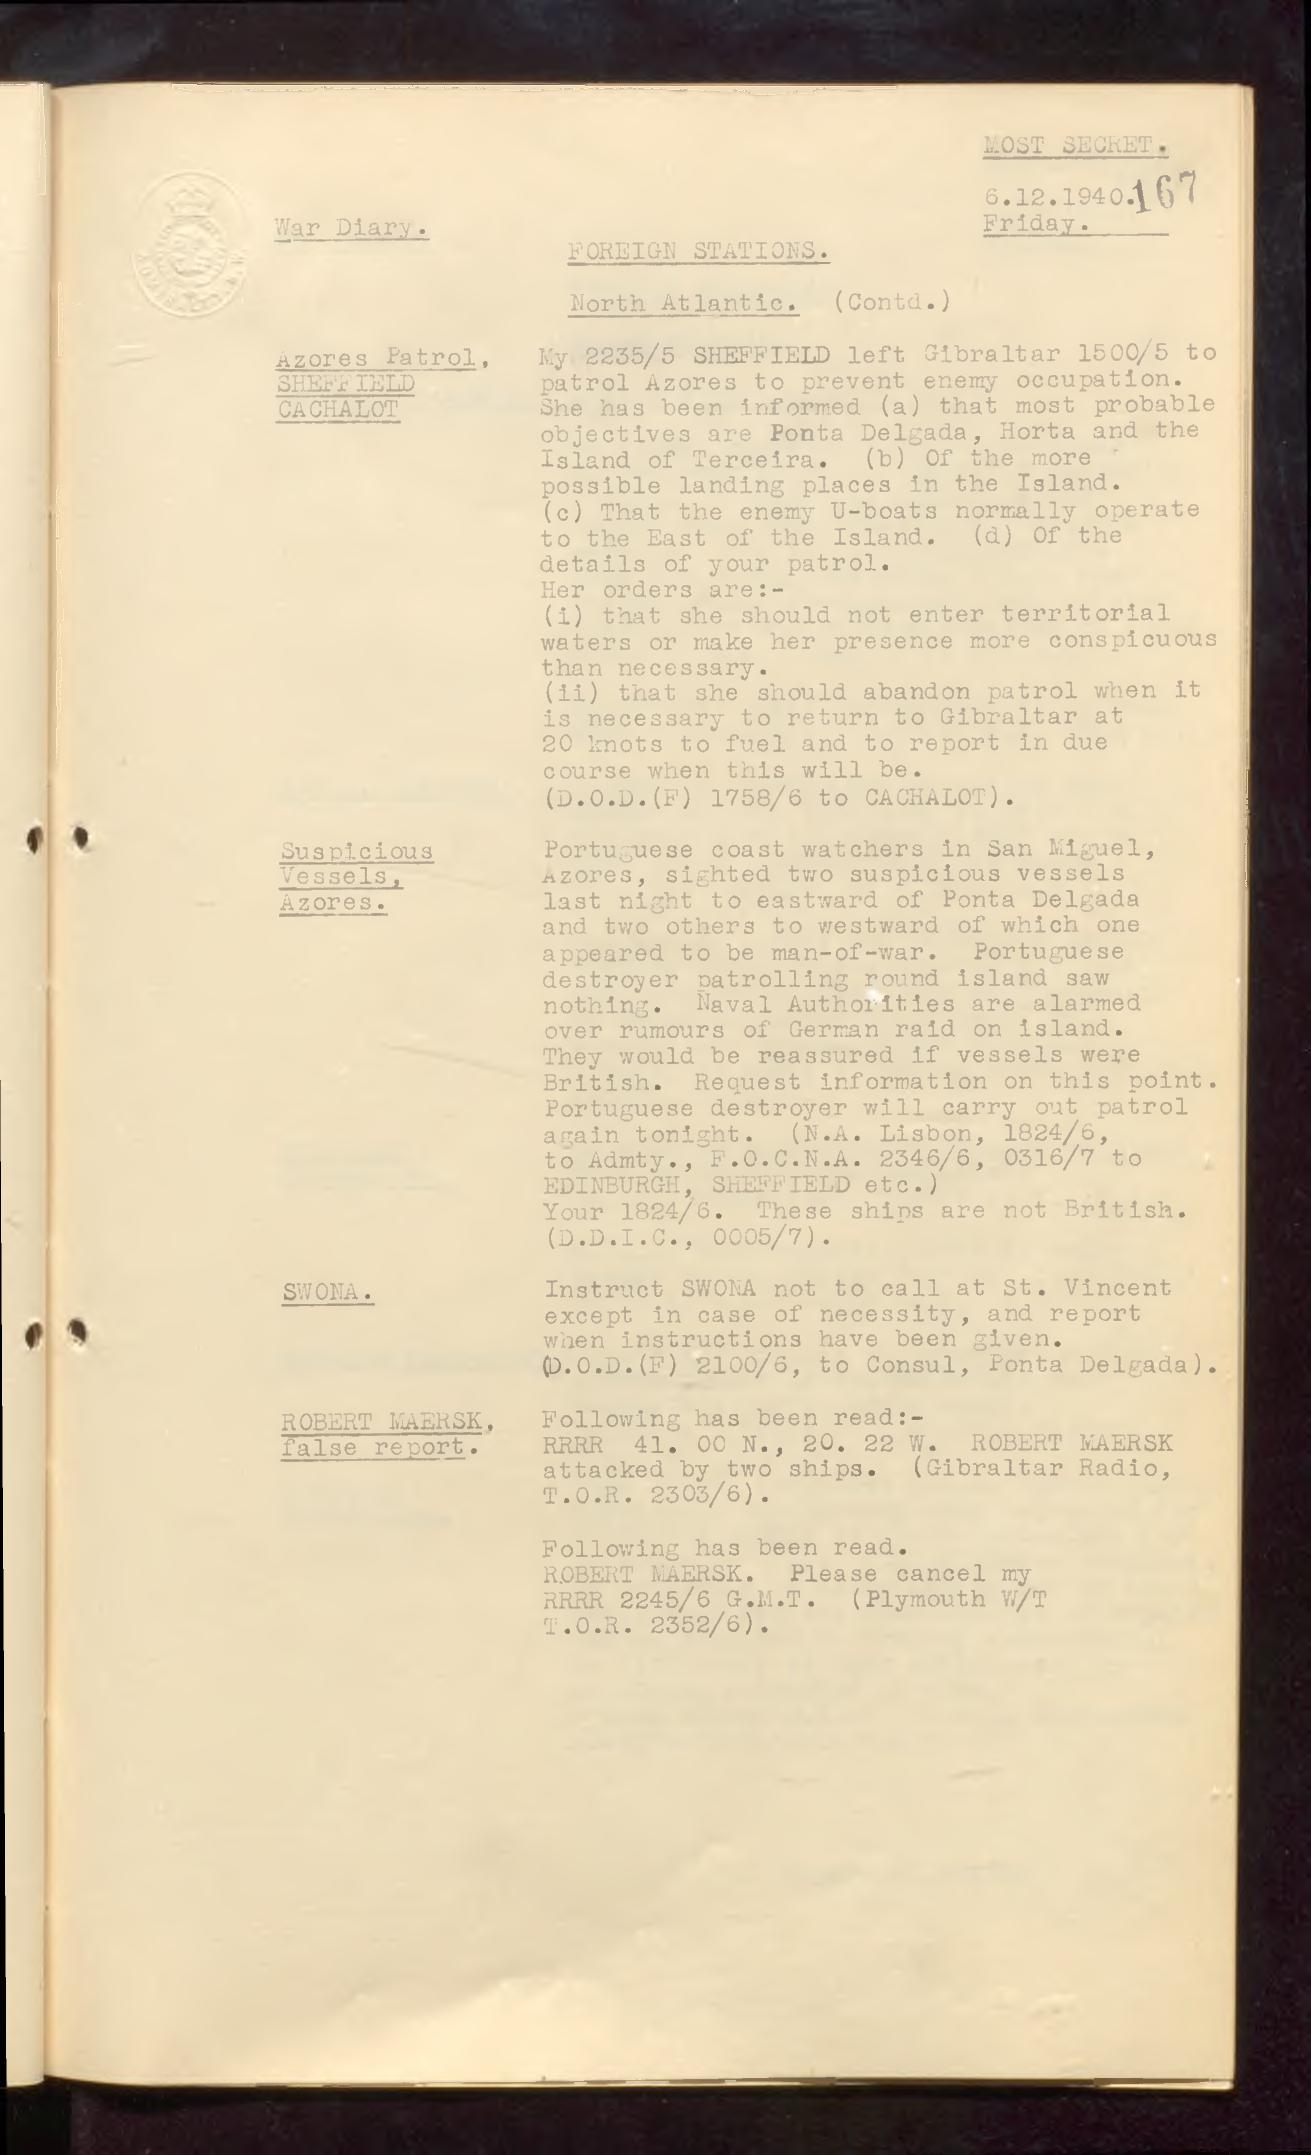 MOST SECRET.
6.12.1940.
167
Friday.
War Diary.
FOREIGN STATIONS.
North Atlantic. (Contd.)
Azores Patrol,
SHEFFIELD
CACHALOT
My 2235/5 SHEFFIELD left Gibraltar 1500/5 to
patrol Azores to prevent enemy occupation.
She has been informed (a) that most probable
objectives are Ponta Delgada, Horta and the
Island of Terceira. (b) Of the more
possible landing places in the Island.
(c) That the enemy U-boats normally operate
to the East of the Island. (d) Of the
details of your patrol.
Her orders are:-
(i) that she should not enter territorial
waters or make her presence more conspicuous
than necessary.
(ii) that she should abandon patrol when it
is necessary to return to Gibraltar at
20 knots to fuel and to report in due
course when this will be.
(D.O.D.(F) 1758/6 to CACHALOT).
Suspicious
Vessels,
Azores.
Portuguese coast watchers in San Miguel,
Azores, sighted two suspicious vessels
last night to eastward of Ponta Delgada
and two others to westward of which one
appeared to be man-of-war. Portuguese
destroyer patrolling round island saw
nothing. Naval Authorities are alarmed
over rumours of German raid on island.
They would be reassured if vessels were
British. Request information on this point.
Portuguese destroyer will carry out patrol
again tonight. (N.A. Lisbon, 1824/6,
to Admty., F.O.C.N.A. 2346/6, 0316/7 to
EDINBURGH, SHEFFIELD etc.)
Your 1824/6. These ships are not British.
(D.D.I.C., 0005/7).
SWONA.
Instruct SWONA not to call at St. Vincent
except in case of necessity, and report
when instructions have been given.
(D.O.D.(F) 2100/6, to Consul, Ponta Delgada).
ROBERT MAERSK,
false report.
Following has been read:-
RRRR 41. 00 N., 20. 22 W. ROBERT MAERSK
attacked by two ships. (Gibraltar Radio,
T.O.R. 2303/6).
Following has been read.
ROBERT MAERSK. Please cancel my
RRRR 2245/6 G.M.T. (Plymouth W/T
T.O.R. 2352/6).